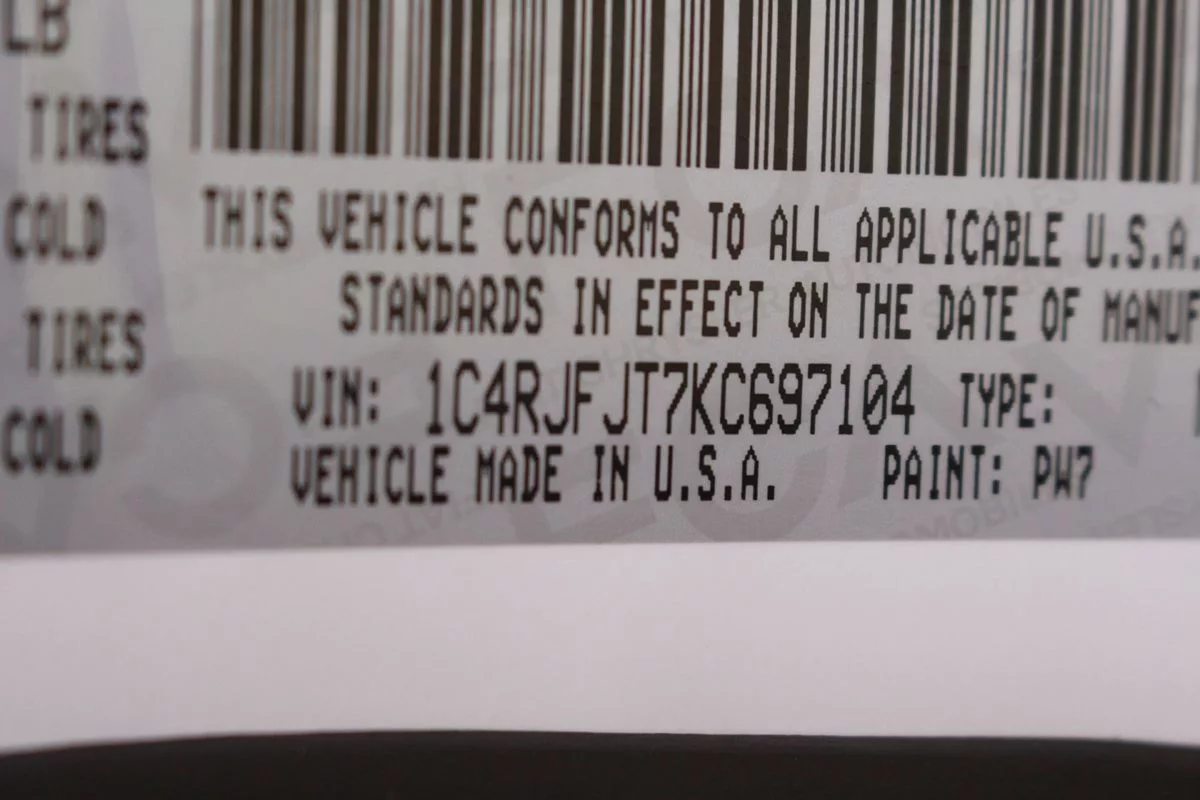 LB
TIRES
COLD
TIRES
COLD
THIS VEHICLE CONFORMS TO ALL APPLICABLE U.S.A.
STANDARDS IN EFFECT ON THE DATE OF MANUF
VIN: 1C4RJFJT7KC697104 TYPE:
VEHICLE MADE IN U.S.A. PAINT: PW7